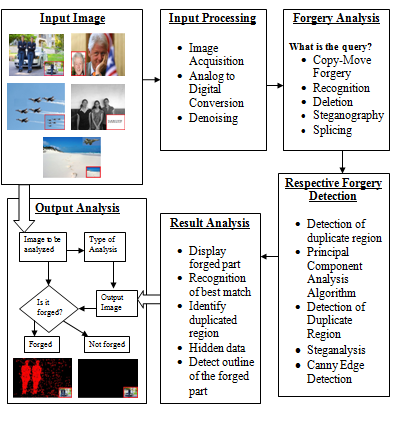 Input Image
Input Processing
• Image
Acquisition
• Analog to
Digital
Conversion
• Denoising
Forgery Analysis
What is the query?
• Copy-Move
Forgery
• Recognition
• Deletion
• Steganography
• Splicing
Respective Forgery
Detection
• Detection of
duplicate region
• Principal
Component
Analysis
Algorithm
• Detection of
Duplicate
Region
• Steganalysis
• Canny Edge
Detection
Result Analysis
• Display
forged part
• Recognition
of best match
• Identify
duplicated
region
• Hidden data
• Detect outline
of the forged
part
Output Analysis
Image to be
analyzed
Type of
Analysis
Output
Image
Is it
forged?
Forged
Not forged